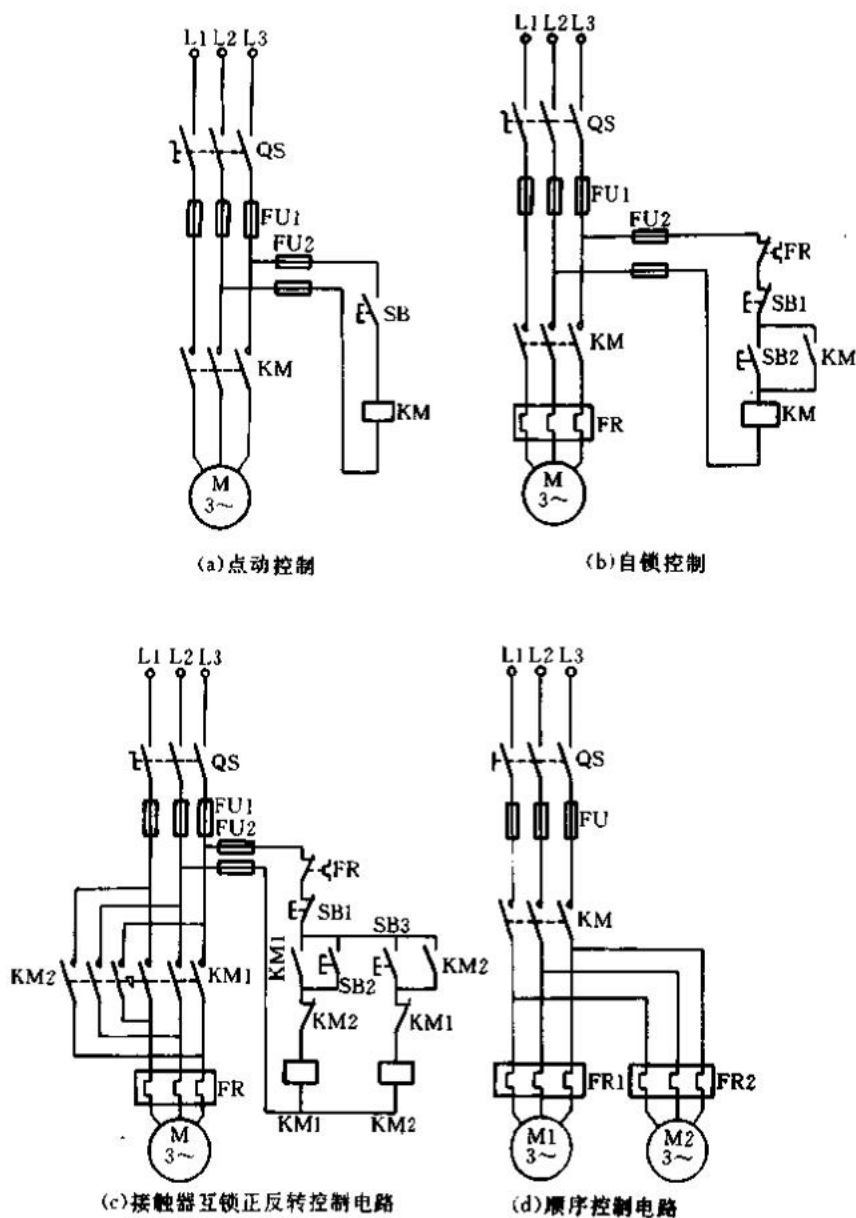 L1 L2 L3
QS
FU1
FU2
SB
KM
KM
M
3～
(a)点动控制
L1 L2 L3
QS
FU1
FU2
FR
SB1
KM
SB2
KM
FR
KM
M
3～
(b)自锁控制
L1 L2 L3
QS
FU1
FU2
FR
SB1
KM1
SB3
KM2
KM1
KM2
SB2
KM2
KM1
FR
KM1
KM2
M
3～
(c)接触器互锁正反转控制电路
L1 L2 L3
QS
FU
KM
FR1
FR2
M1
3～
M2
3～
(d)顺序控制电路